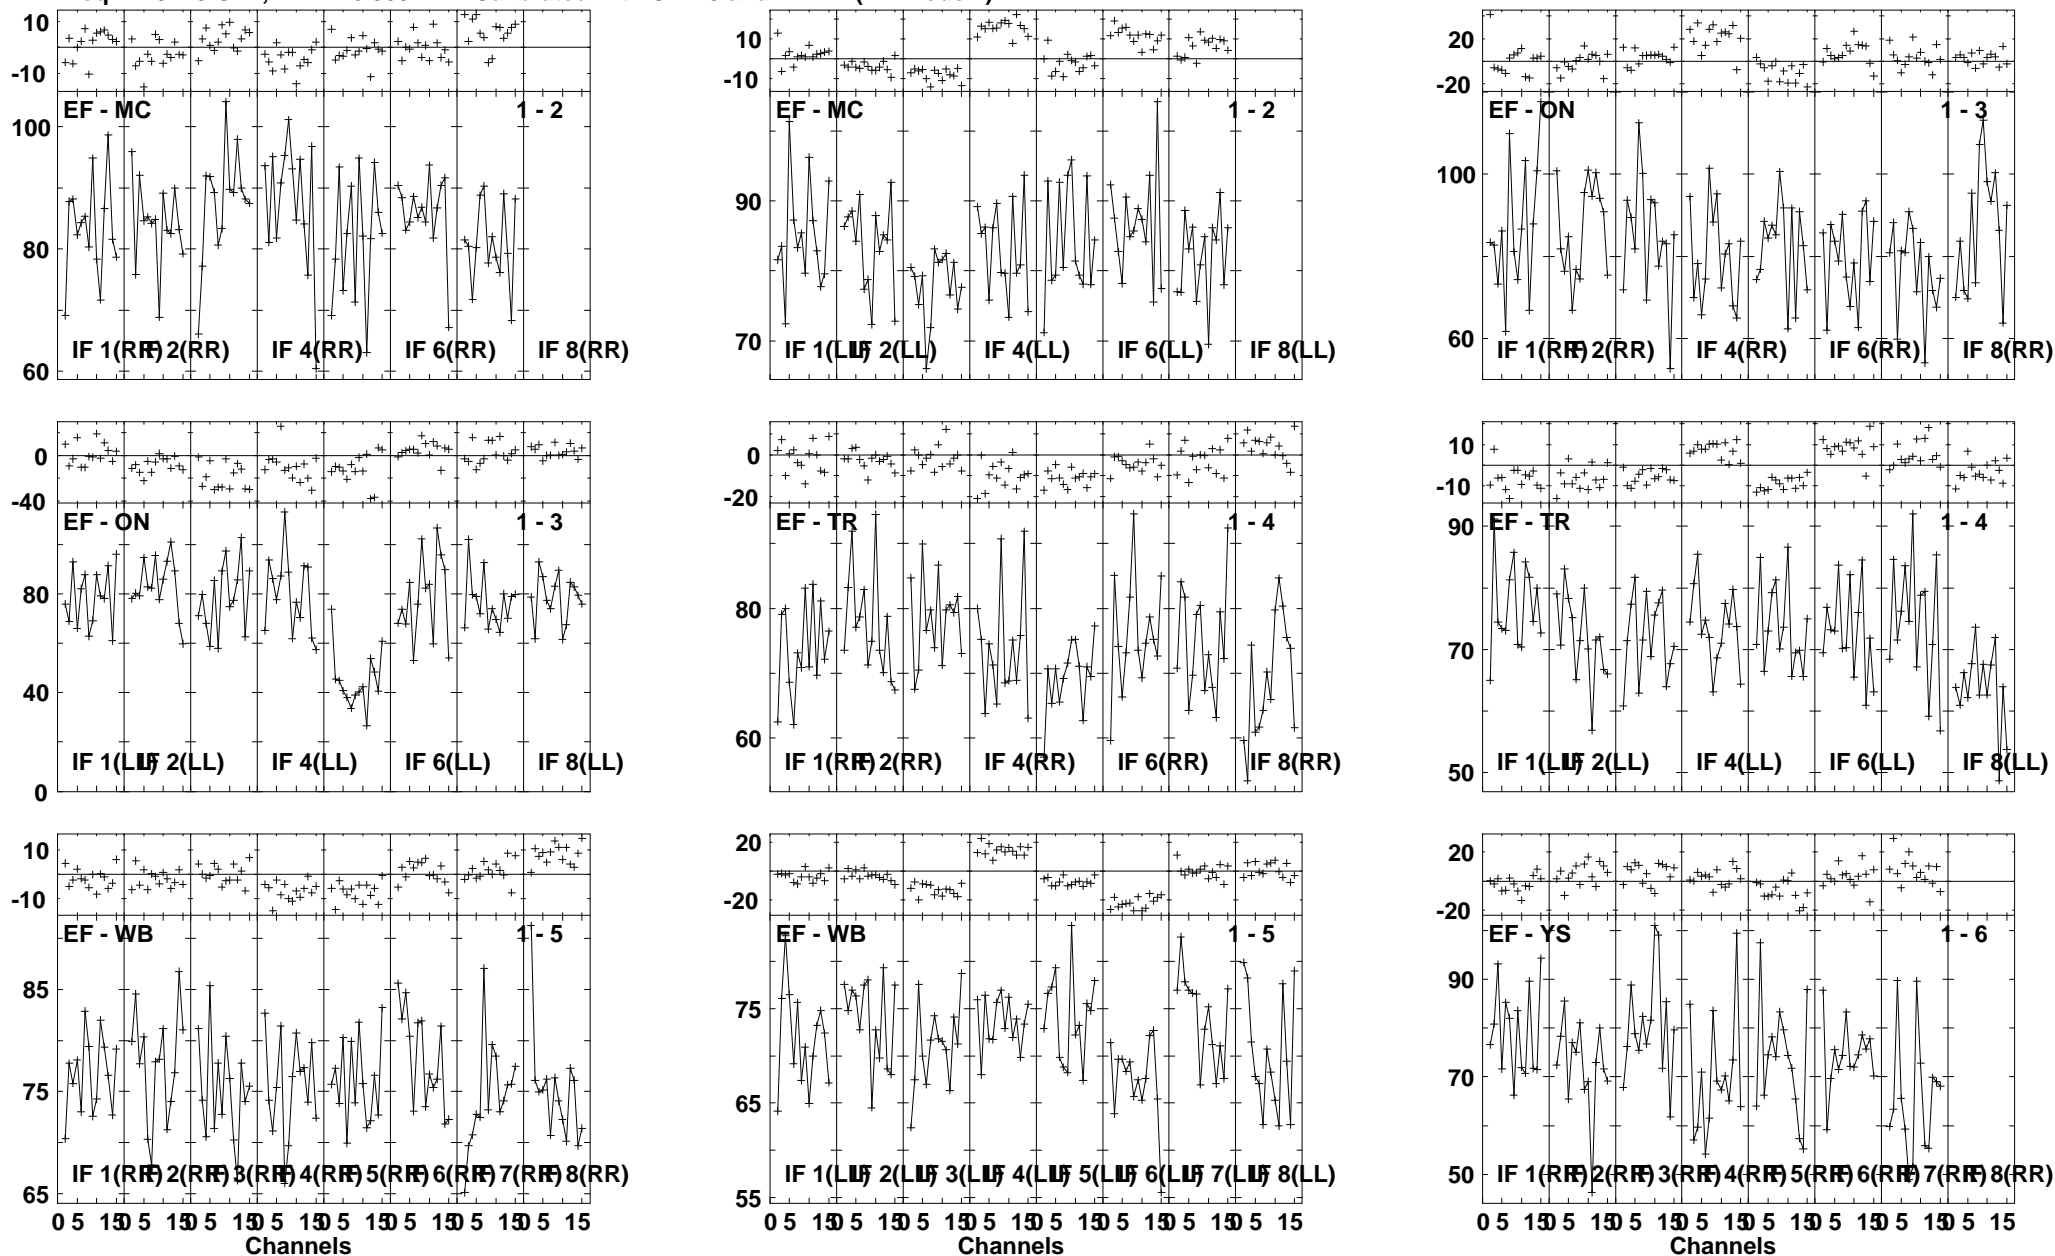 10
-10
EF - MC 1 - 2
100
80
60
IF 1(RR) IF 2(RR) IF 4(RR) IF 6(RR) IF 8(RR)
10
-10
EF - MC 1 - 2
90
70
IF 1(LL) IF 2(LL) IF 4(LL) IF 6(LL) IF 8(LL)
20
-20
EF - ON 1 - 3
100
60
IF 1(RR) IF 2(RR) IF 4(RR) IF 6(RR) IF 8(RR)
0
-40
EF - ON 1 - 3
80
40
0
IF 1(LL) IF 2(LL) IF 4(LL) IF 6(LL) IF 8(LL)
0
-20
EF - TR 1 - 4
80
60
IF 1(RR) IF 2(RR) IF 4(RR) IF 6(RR) IF 8(RR)
10
-10
EF - TR 1 - 4
90
70
50
IF 1(LL) IF 2(LL) IF 4(LL) IF 6(LL) IF 8(LL)
10
-10
EF - WB 1 - 5
85
75
65
IF 1(RR) IF 2(RR) IF 3(RR) IF 4(RR) IF 5(RR) IF 6(RR) IF 7(RR) IF 8(RR)
0 5 15 0 5 15 0 5 15 0 5 15 0 5 15 0 5 15 0 5 15 0 5 15
Channels
20
-20
EF - WB 1 - 5
75
65
55
IF 1(LL) IF 2(LL) IF 3(LL) IF 4(LL) IF 5(LL) IF 6(LL) IF 7(LL) IF 8(LL)
0 5 15 0 5 15 0 5 15 0 5 15 0 5 15 0 5 15 0 5 15 0 5 15
Channels
20
-20
EF - YS 1 - 6
90
70
50
IF 1(RR) IF 2(RR) IF 3(RR) IF 4(RR) IF 5(RR) IF 6(RR) IF 7(RR) IF 8(RR)
0 5 15 0 5 15 0 5 15 0 5 15 0 5 15 0 5 15 0 5 15 0 5 15
Channels